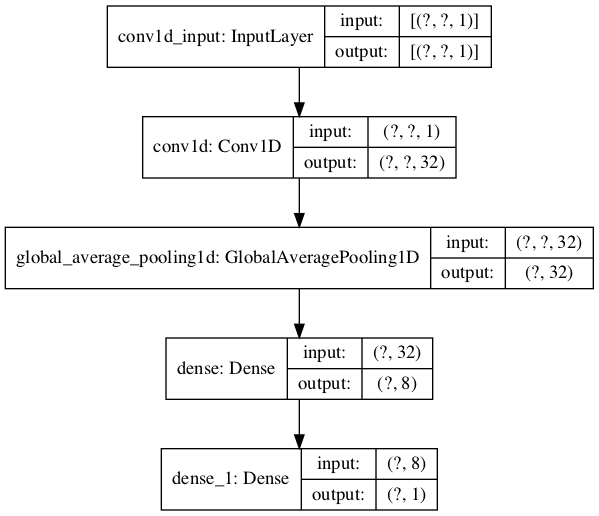 conv1d_input: InputLayer
input: [(?, ?, 1)]
output: [(?, ?, 1)]
conv1d: Conv1D
input: (?, ?, 1)
output: (?, ?, 32)
global_average_pooling1d: GlobalAveragePooling1D
input: (?, ?, 32)
output: (?, 32)
dense: Dense
input: (?, 32)
output: (?, 8)
dense_1: Dense
input: (?, 8)
output: (?, 1)